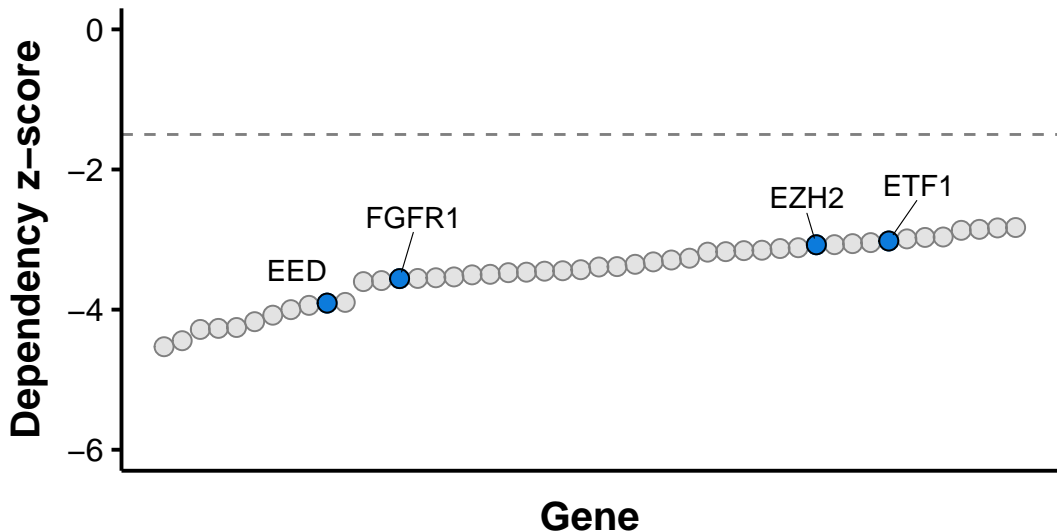 Dependency z−score
0
−2
−4
−6
EED
FGFR1
EZH2
ETF1
Gene